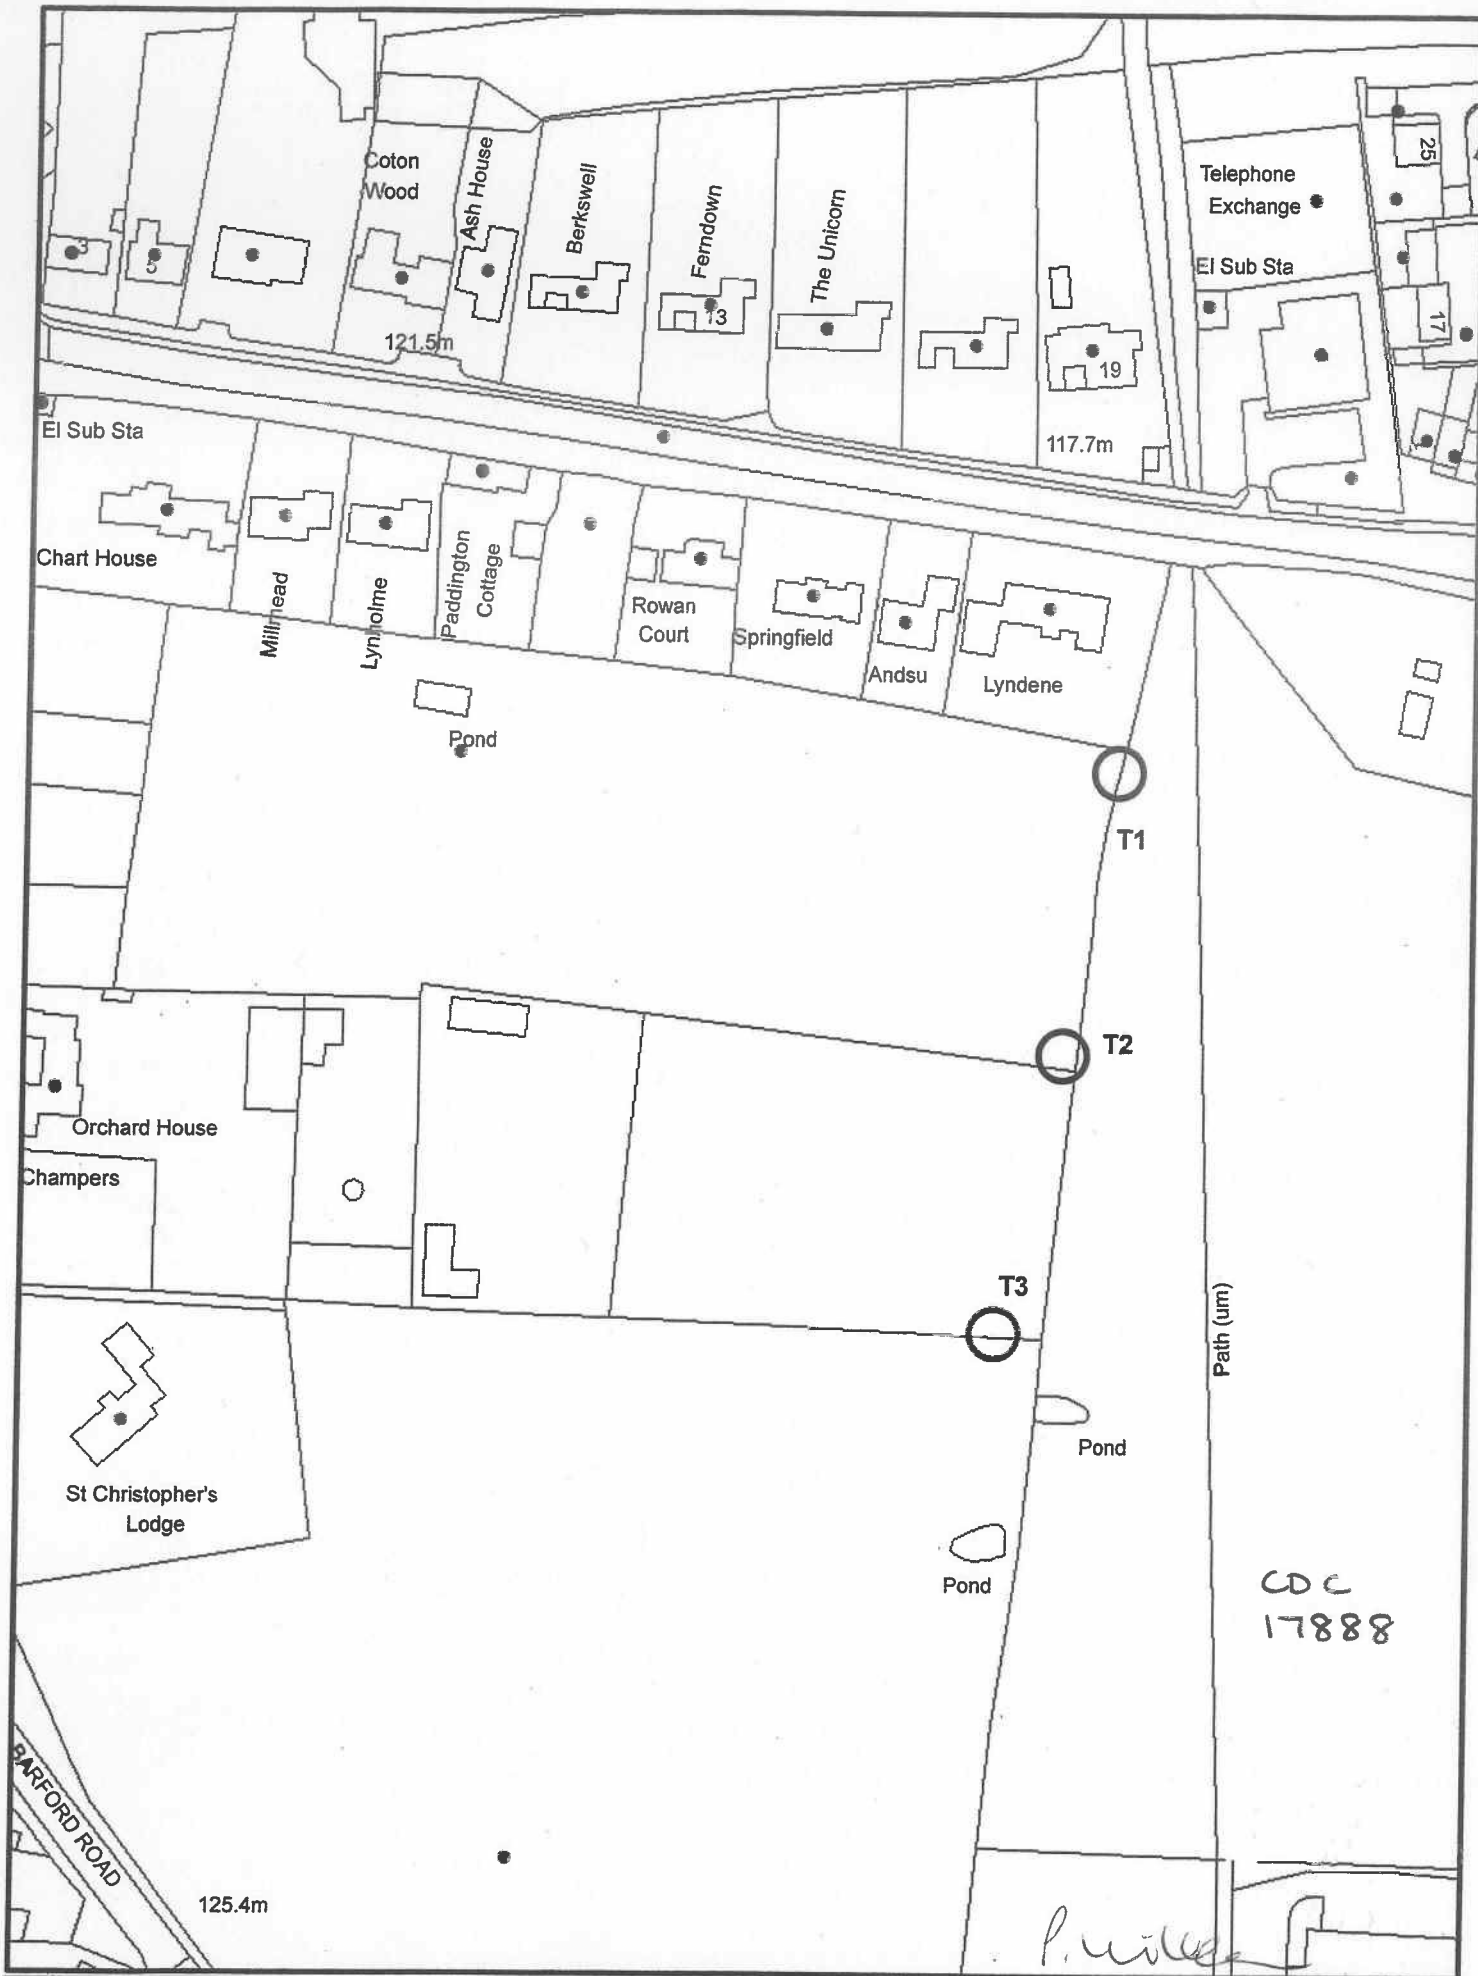 Coton
Wood
Ash House
Berkswell
Ferndown
The Unicorn
Telephone
Exchange
25
El Sub Sta
17
3
5
13
121.5m
19
117.7m
El Sub Sta
1
Chart House
Millmead
Lynholme
Paddington
Cottage
Rowan
Court
Springfield
Andsu
Lyndene
Pond
T1
T2
Orchard House
Champers
T3
Path (um)
Pond
St Christopher's
Lodge
Pond
CDC
17888
BARFORD ROAD
125.4m